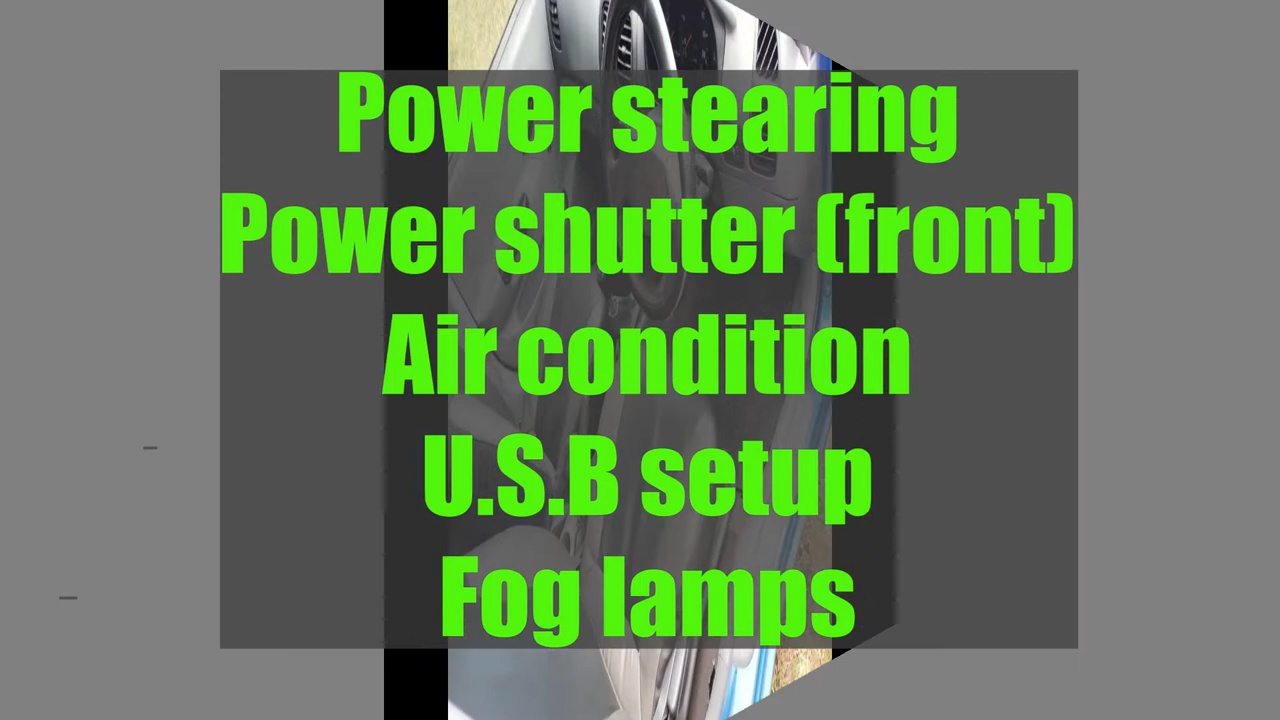 Power stearing
Power shutter (front)
Air condition
U.S.B setup
Fog lamps